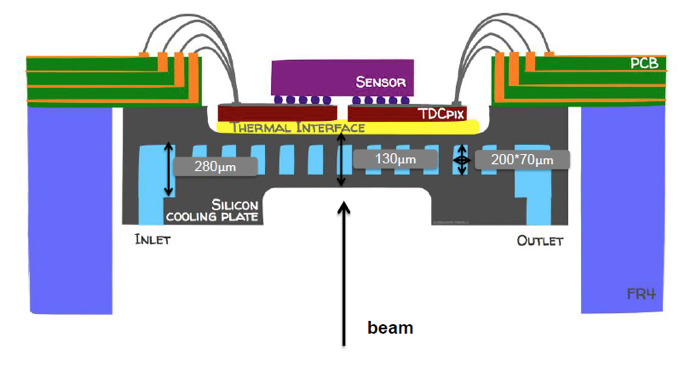 PCB
SENSOR
TDCPIX
THERMAL INTERFACE
280µm
130µm
200*70µm
SILICON
COOLING PLATE
INLET
OUTLET
FR4
beam